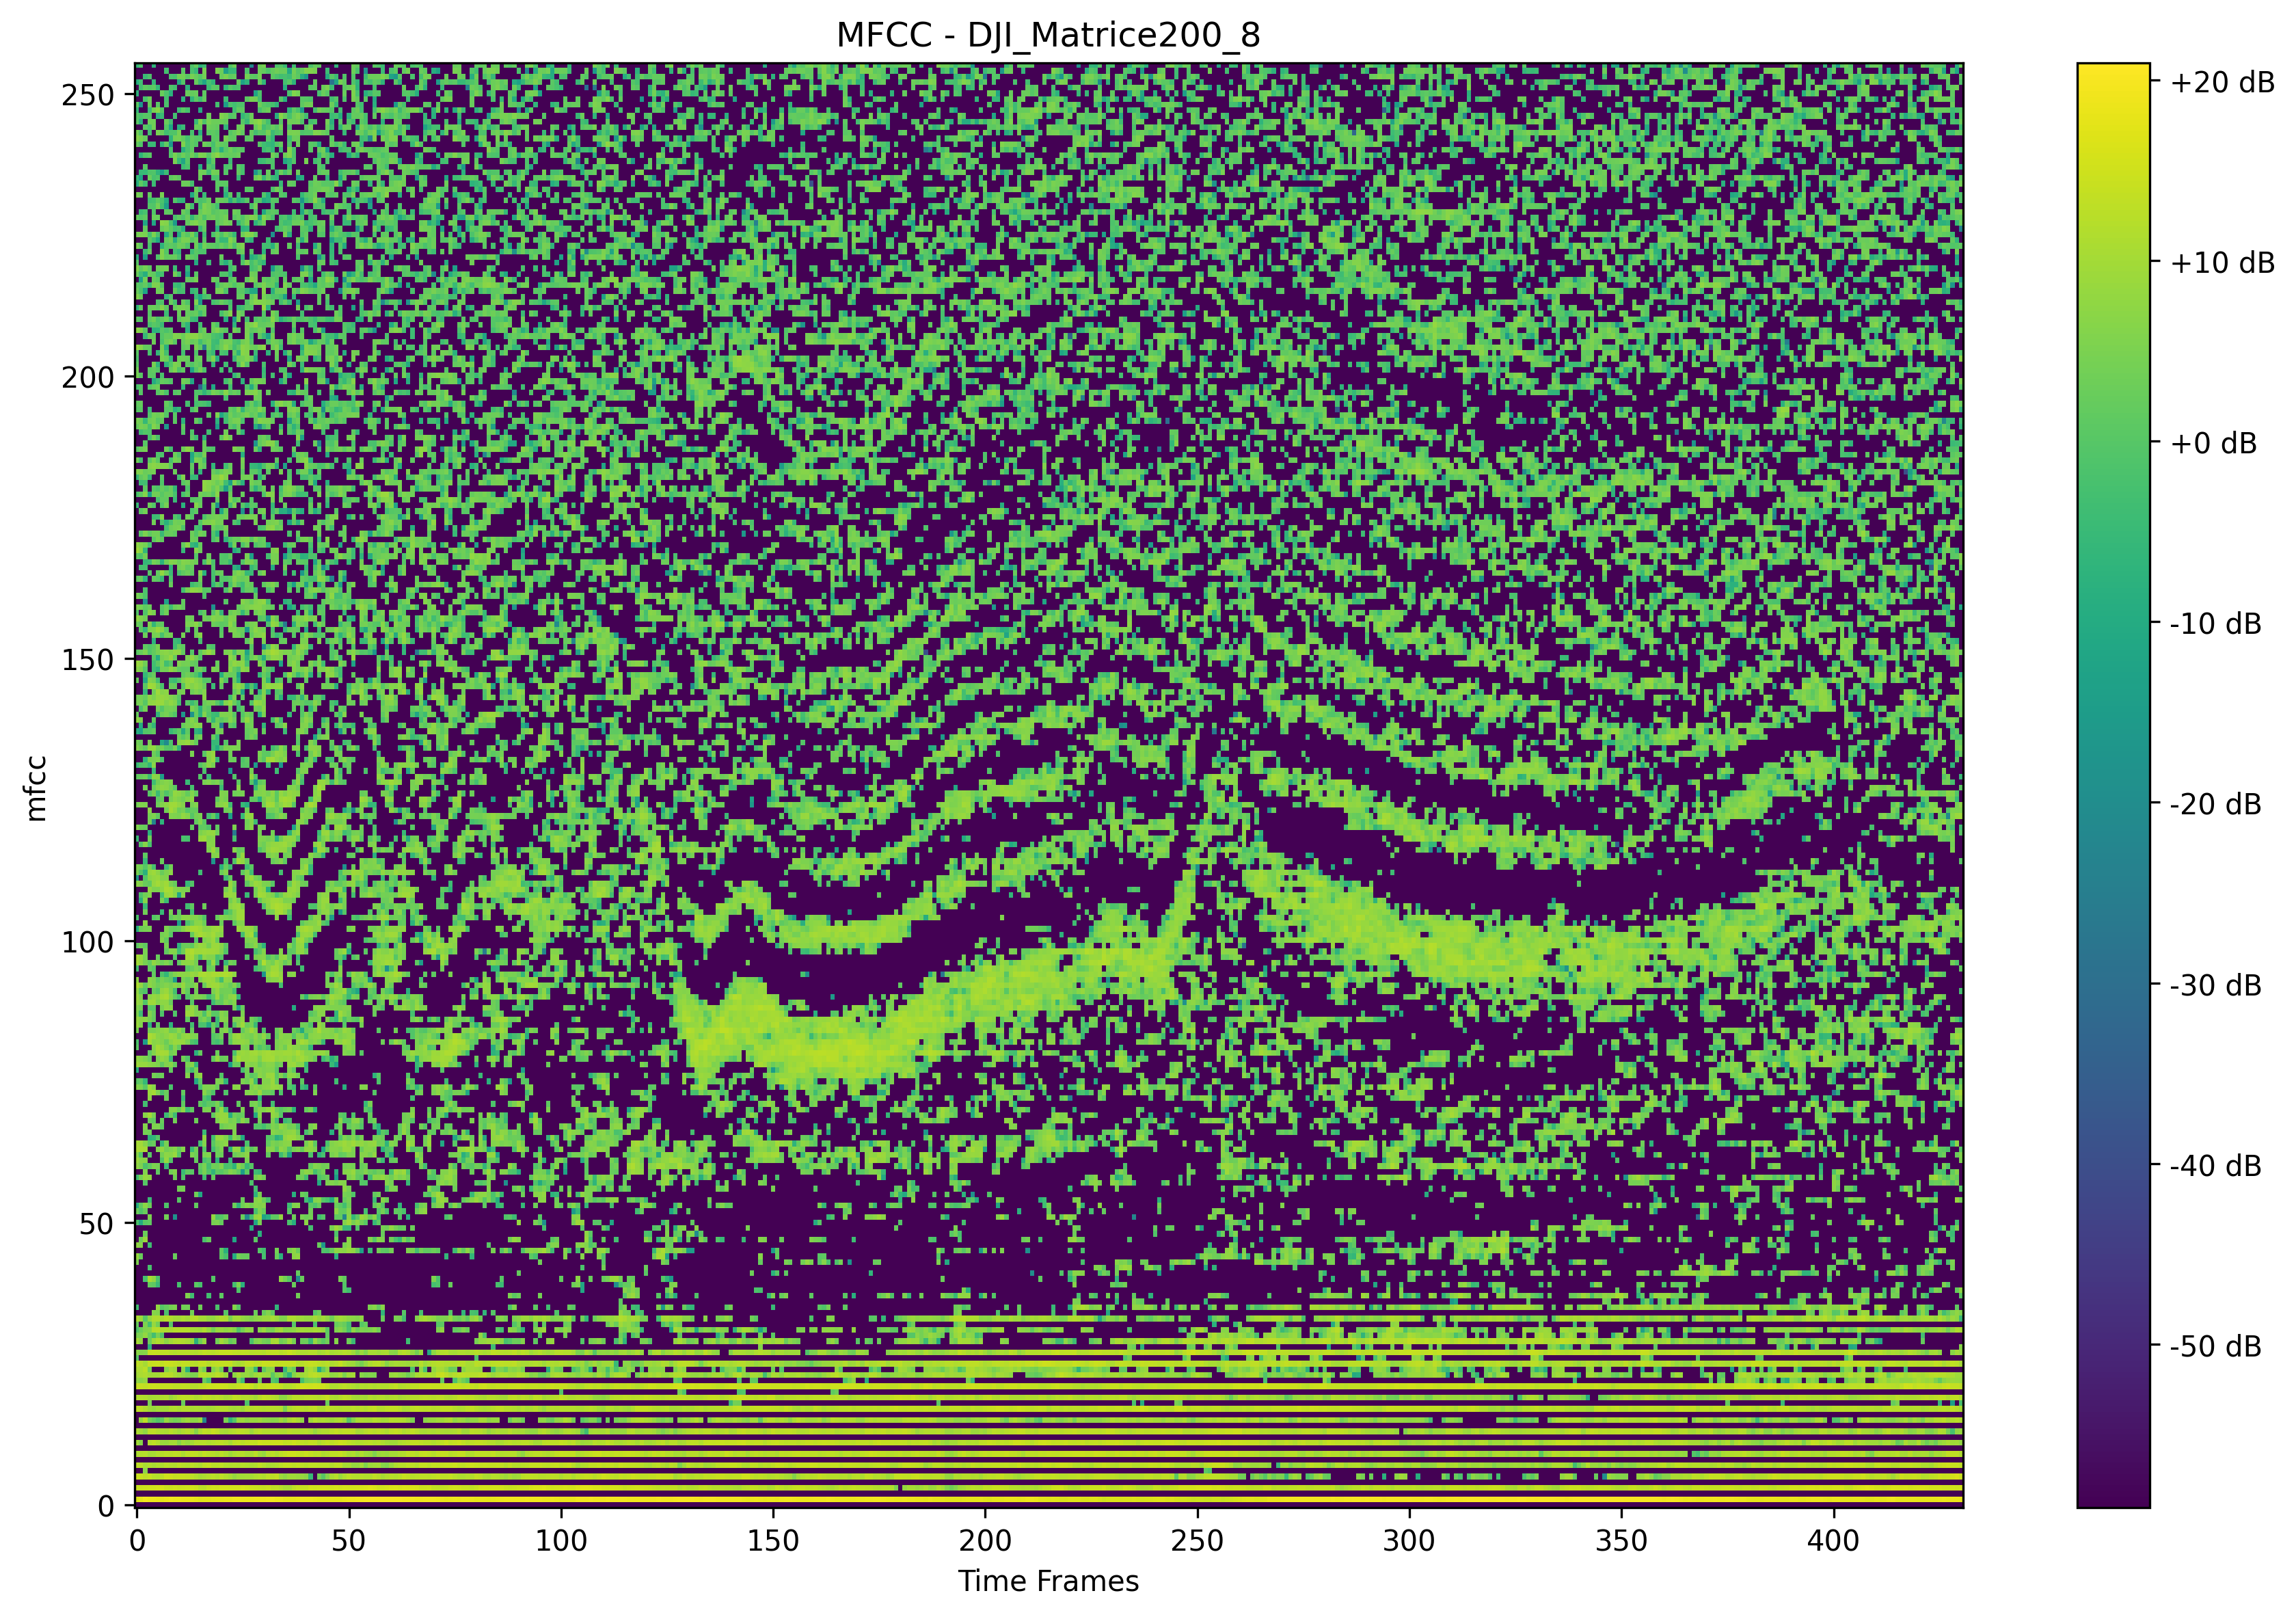 MFCC - DJI_Matrice200_8
250
200
150
100
50
0
mfcc
0 50 100 150 200 250 300 350 400
Time Frames
+20 dB
+10 dB
+0 dB
-10 dB
-20 dB
-30 dB
-40 dB
-50 dB